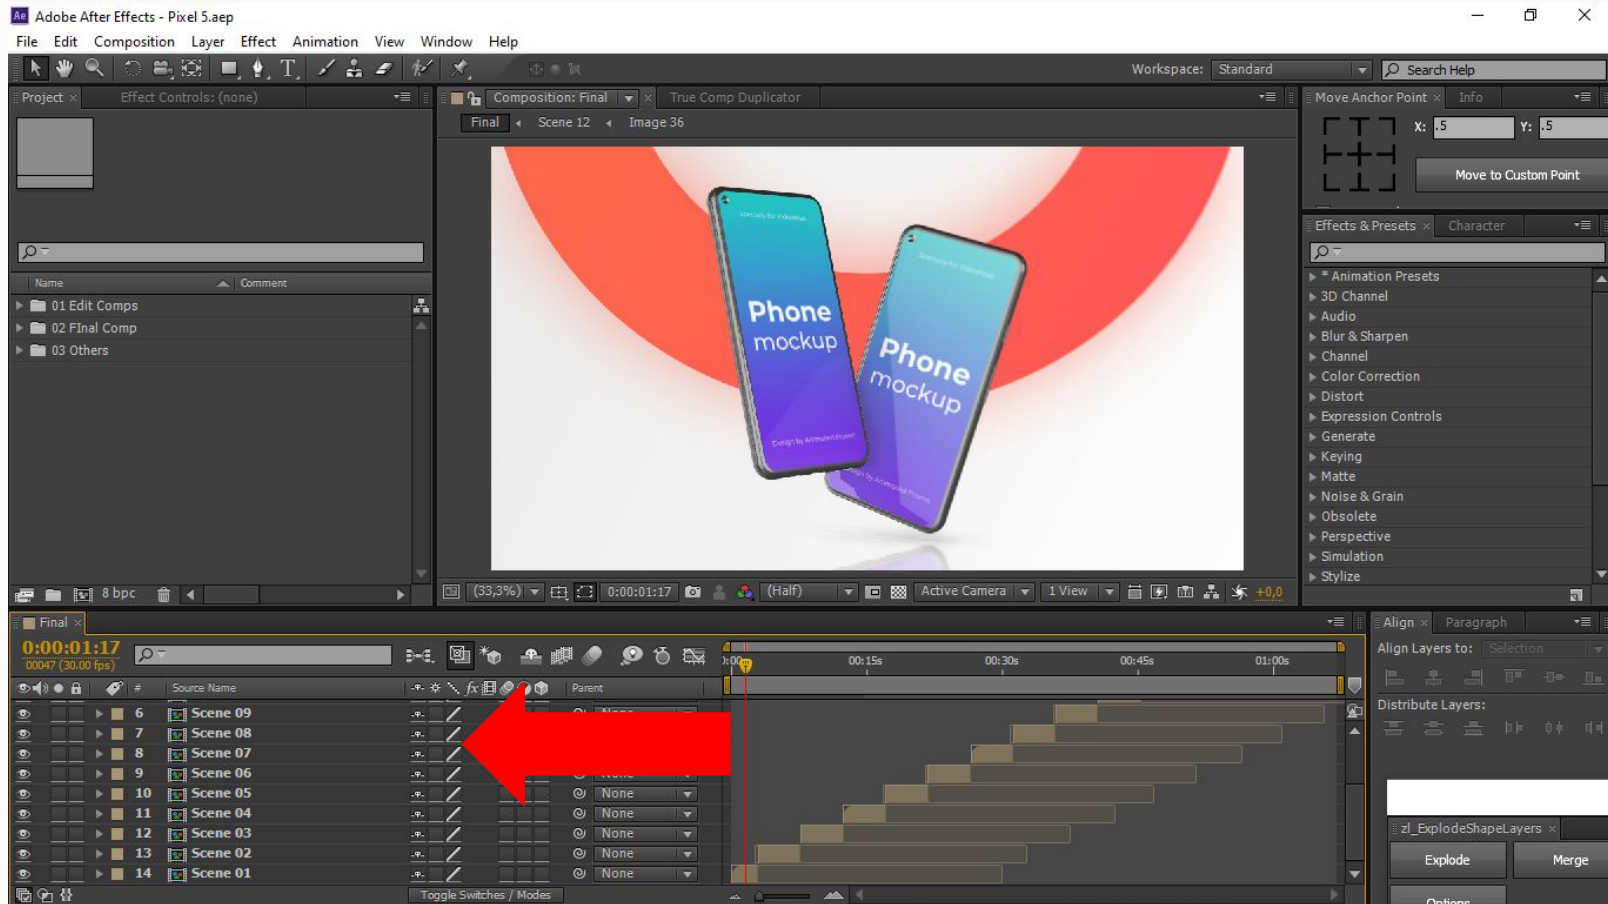 Ae Adobe After Effects - Pixel 5.aep
File Edit Composition Layer Effect Animation View Window Help
Workspace: Standard Search Help
Project × Effect Controls: (none)
Composition: Final × True Comp Duplicator
Move Anchor Point × Info
Final Scene 12 Image 36
X: .5 Y: .5
Move to Custom Point
Effects & Presets × Character
Name Comment
01 Edit Comps
02 FInal Comp
03 Others
Specially for Videohive
Phone
mockup
Phone
mockup
* Animation Presets
3D Channel
Audio
Blur & Sharpen
Channel
Color Correction
Distort
Expression Controls
Generate
Keying
Matte
Noise & Grain
Obsolete
Perspective
Simulation
Stylize
8 bpc
(33,3%) 0:00:01:17 (Half) Active Camera 1 View +0,0
Final ×
Align × Paragraph
0:00:01:17
00047 (30.00 fps)
00:15s 00:30s 00:45s 01:00s
Align Layers to: Selection
# Source Name fx Parent
Distribute Layers:
6 Scene 09
7 Scene 08
8 Scene 07
9 Scene 06
10 Scene 05 None
11 Scene 04 None
12 Scene 03 None
13 Scene 02 None
14 Scene 01 None
Toggle Switches / Modes
zl_ExplodeShapeLayers ×
Explode Merge
Options